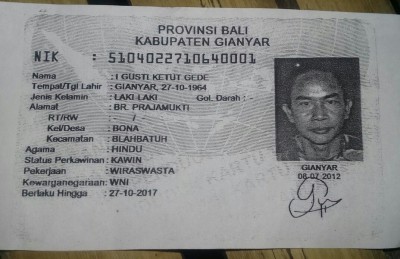 PROVINSI BALI
KABUPATEN GIANYAR
NIK : 5104022710640001
Nama : I GUSTI KETUT GEDE
Tempat/Tgl Lahir : GIANYAR, 27-10-1964
Jenis Kelamin : LAKI-LAKI Gol. Darah : -
Alamat : BR. PRAJAMUKTI
RT/RW : /
Kel/Desa : BONA
Kecamatan : BLAHBATUH
Agama : HINDU
Status Perkawinan : KAWIN
Pekerjaan : WIRASWASTA
Kewarganegaraan : WNI
Berlaku Hingga : 27-10-2017
GIANYAR
08-07-2012